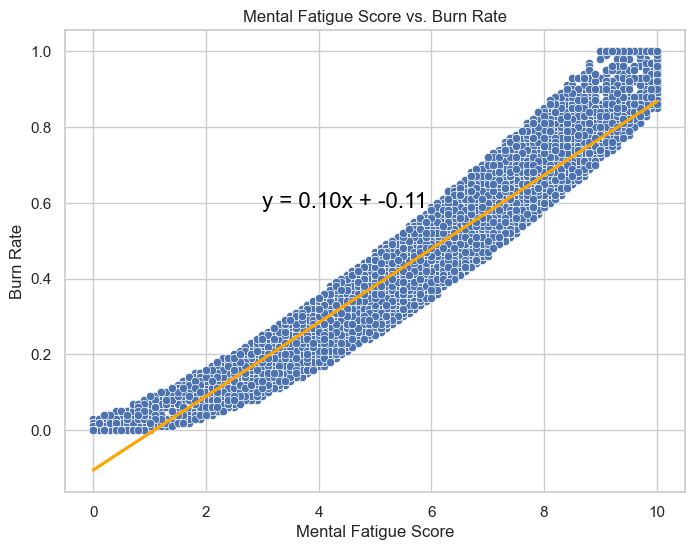 Mental Fatigue Score vs. Burn Rate
1.0
0.8
0.6
0.4
0.2
0.0
Burn Rate
y = 0.10x + -0.11
0 2 4 6 8 10
Mental Fatigue Score